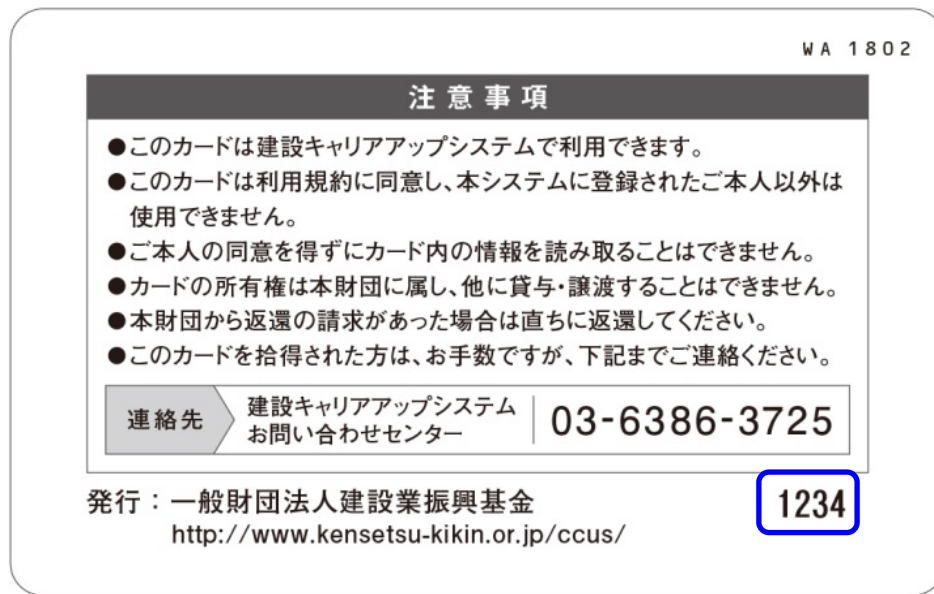 WA 1802
注意事項
●このカードは建設キャリアアップシステムで利用できます。
●このカードは利用規約に同意し、本システムに登録されたご本人以外は
使用できません。
●ご本人の同意を得ずにカード内の情報を読み取ることはできません。
●カードの所有権は本財団に属し、他に貸与・譲渡することはできません。
●本財団から返還の請求があった場合は直ちに返還してください。
●このカードを拾得された方は、お手数ですが、下記までご連絡ください。
連絡先 建設キャリアアップシステム 03-6386-3725
お問い合わせセンター
発行：一般財団法人建設業振興基金 1234
http://www.kensetsu-kikin.or.jp/ccus/